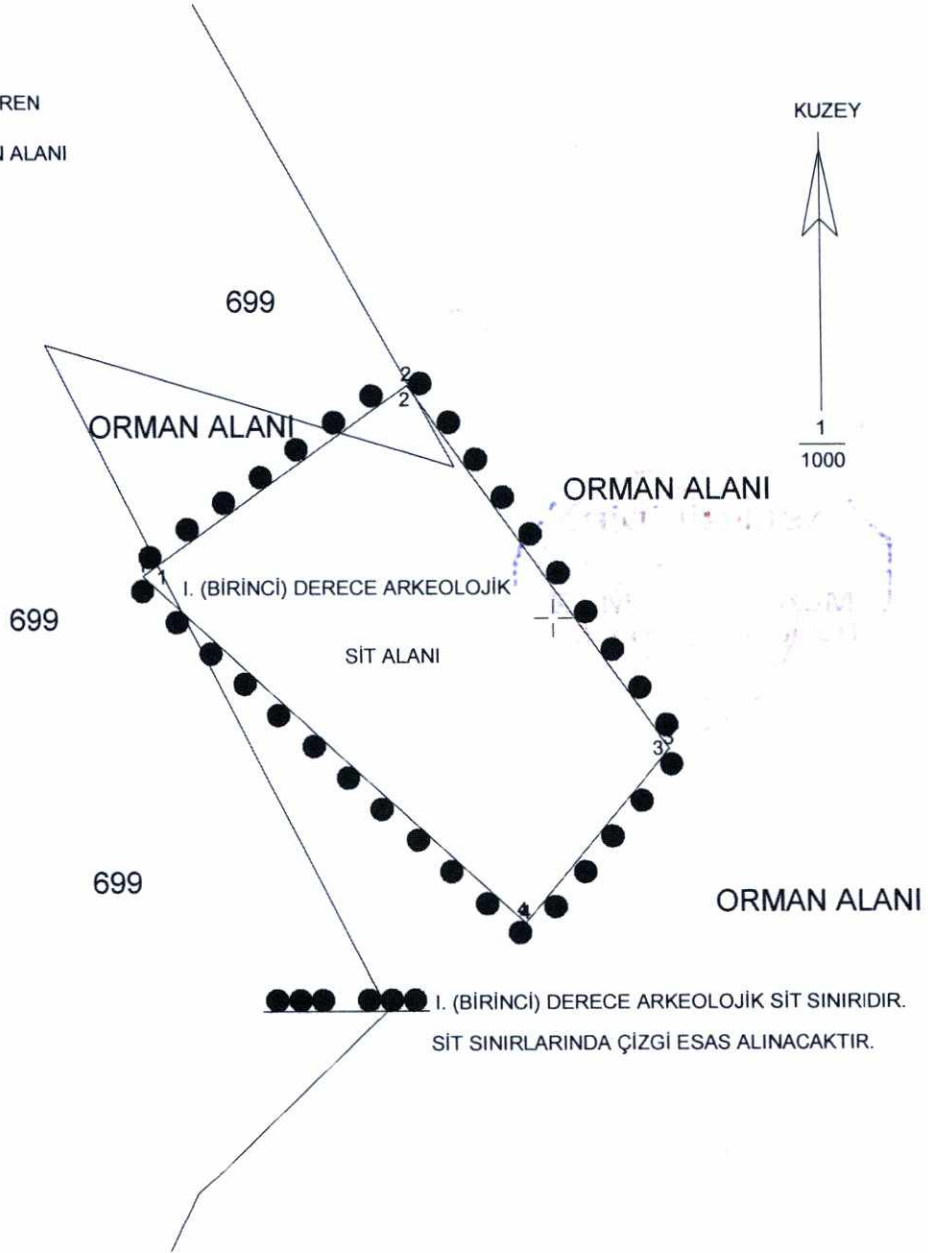 REN
ALANI
KUZEY
699
2
2
ORMAN ALANI
1
1000
ORMAN ALANI
1
I. (BİRİNCİ) DERECE ARKEOLOJİK
699
SİT ALANI
3
3
699
4
ORMAN ALANI
I. (BİRİNCİ) DERECE ARKEOLOJİK SİT SINIRIDIR.
SİT SINIRLARINDA ÇİZGİ ESAS ALINACAKTIR.